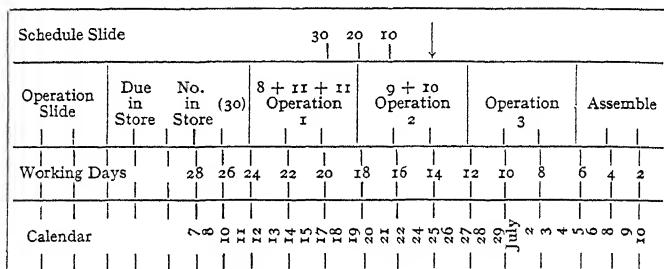 Schedule Slide 30 20 10
8 + 11 + 11 9 + 10
Operation Slide Due in Store No. in Store (30) Operation 1 Operation 2 Operation 3 Assemble
Working Days 28 26 24 22 20 18 16 14 12 10 8 6 4 2
Calendar 7 8 10 11 12 13 14 15 17 18 19 20 21 22 24 25 26 27 28 29 July 2 3 4 5 6 8 9 10